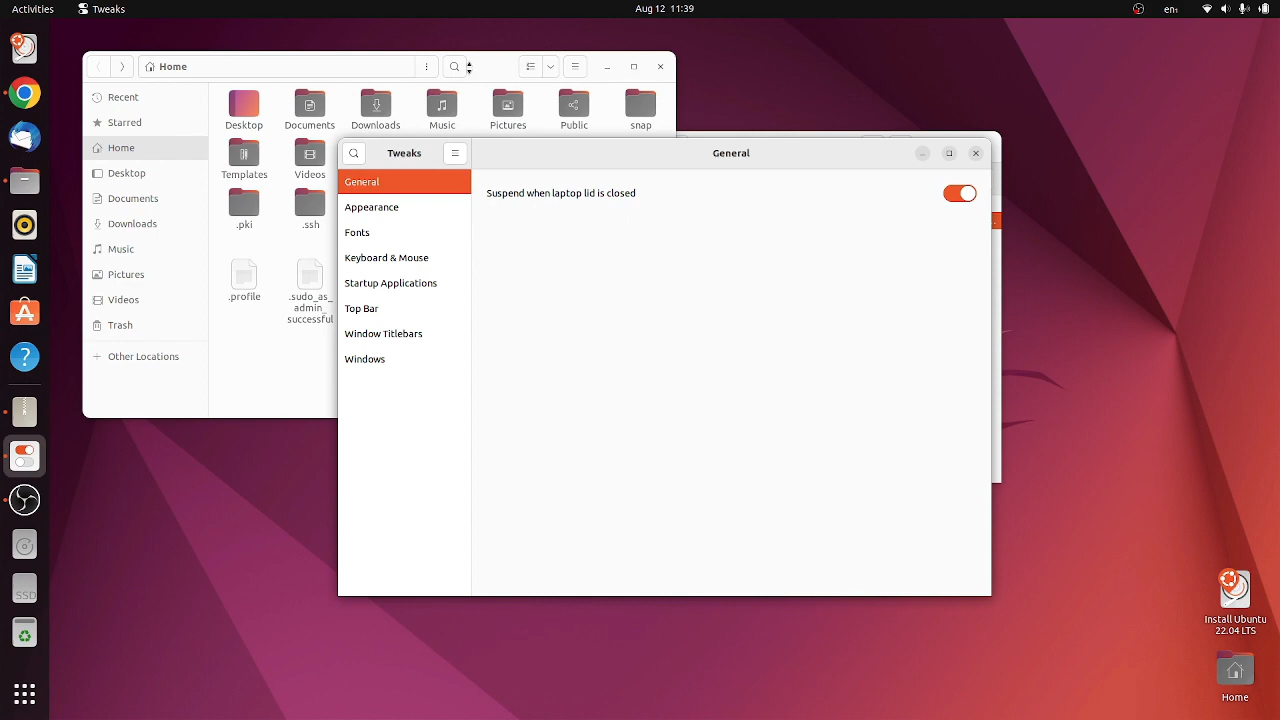 Activities
Tweaks
Aug 12 11:39
en₁
Home
Recent
Starred
Home
Desktop
Documents
Downloads
Music
Pictures
Videos
Trash
Other Locations
Desktop
Documents
Downloads
Music
Pictures
Public
snap
Templates
Videos
.pki
.ssh
.profile
.sudo_as_
admin_
successful
Tweaks
General
General
Appearance
Fonts
Keyboard & Mouse
Startup Applications
Top Bar
Window Titlebars
Windows
Suspend when laptop lid is closed
SSD
Install Ubuntu
22.04 LTS
Home